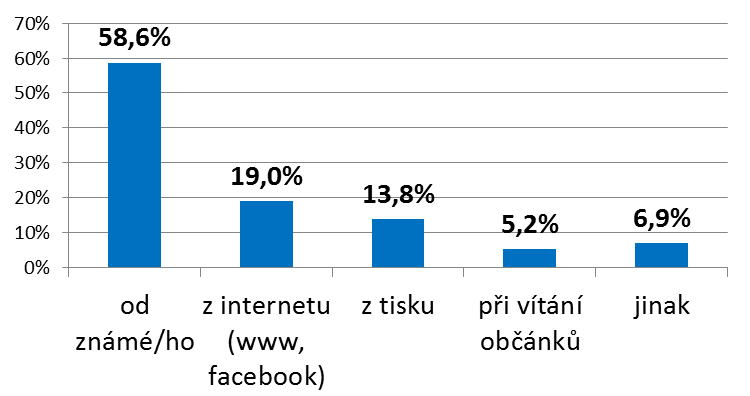 70%
60%
50%
40%
30%
20%
10%
0%
58,6%
19,0%
13,8%
5,2%
6,9%
od
známé/ho
z internetu
(www,
facebook)
z tisku
při vítání
občánků
jinak